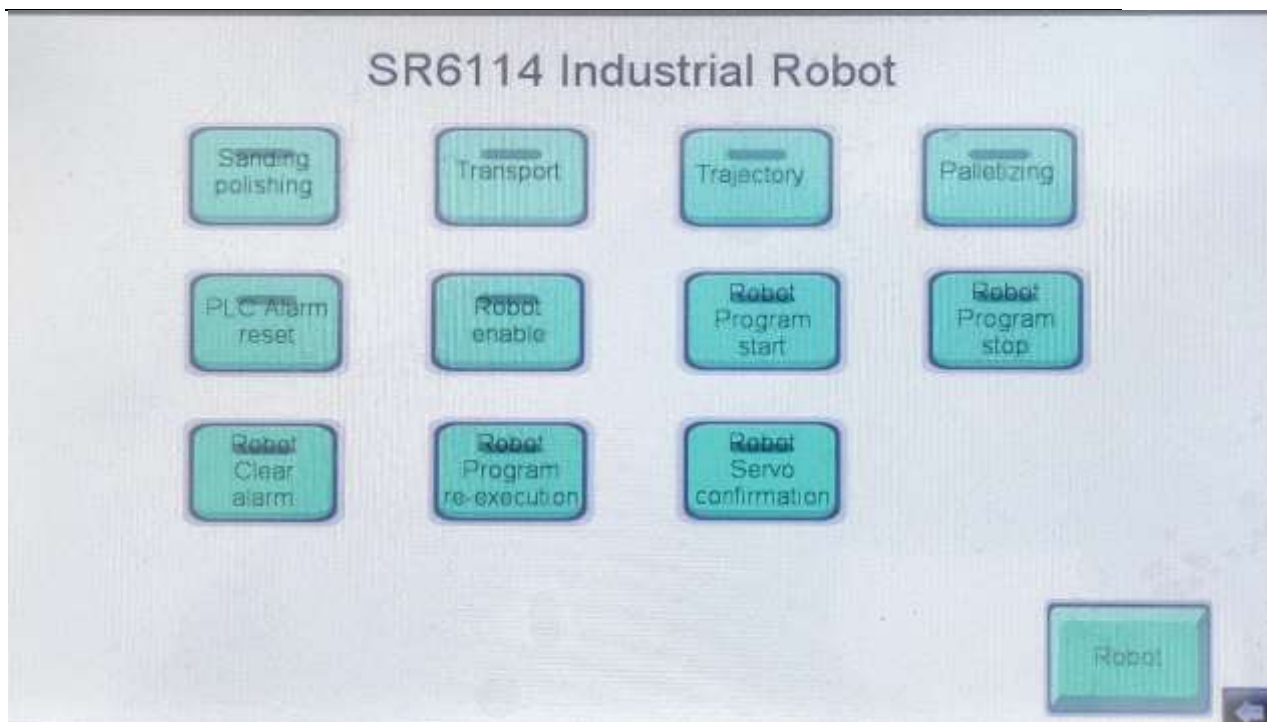 SR6114 Industrial Robot
Sanding
polishing
Transport
Trajectory
Palletizing
PLC Alarm
reset
Robot
enable
Robot
Program
start
Robot
Program
stop
Robot
Clear
alarm
Robot
Program
re-execution
Robot
Servo
confirmation
Robot